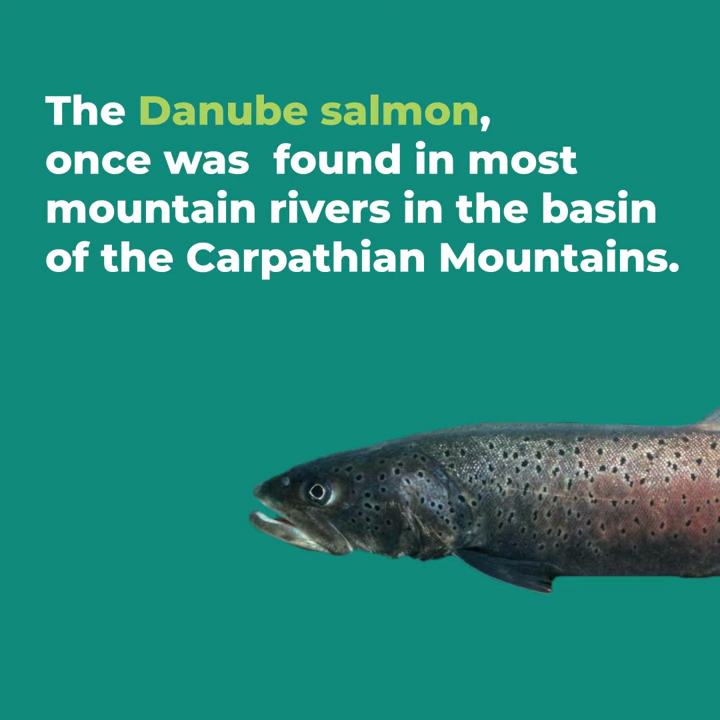 The Danube salmon,
once was  found in most
mountain rivers in the basin
of the Carpathian Mountains.